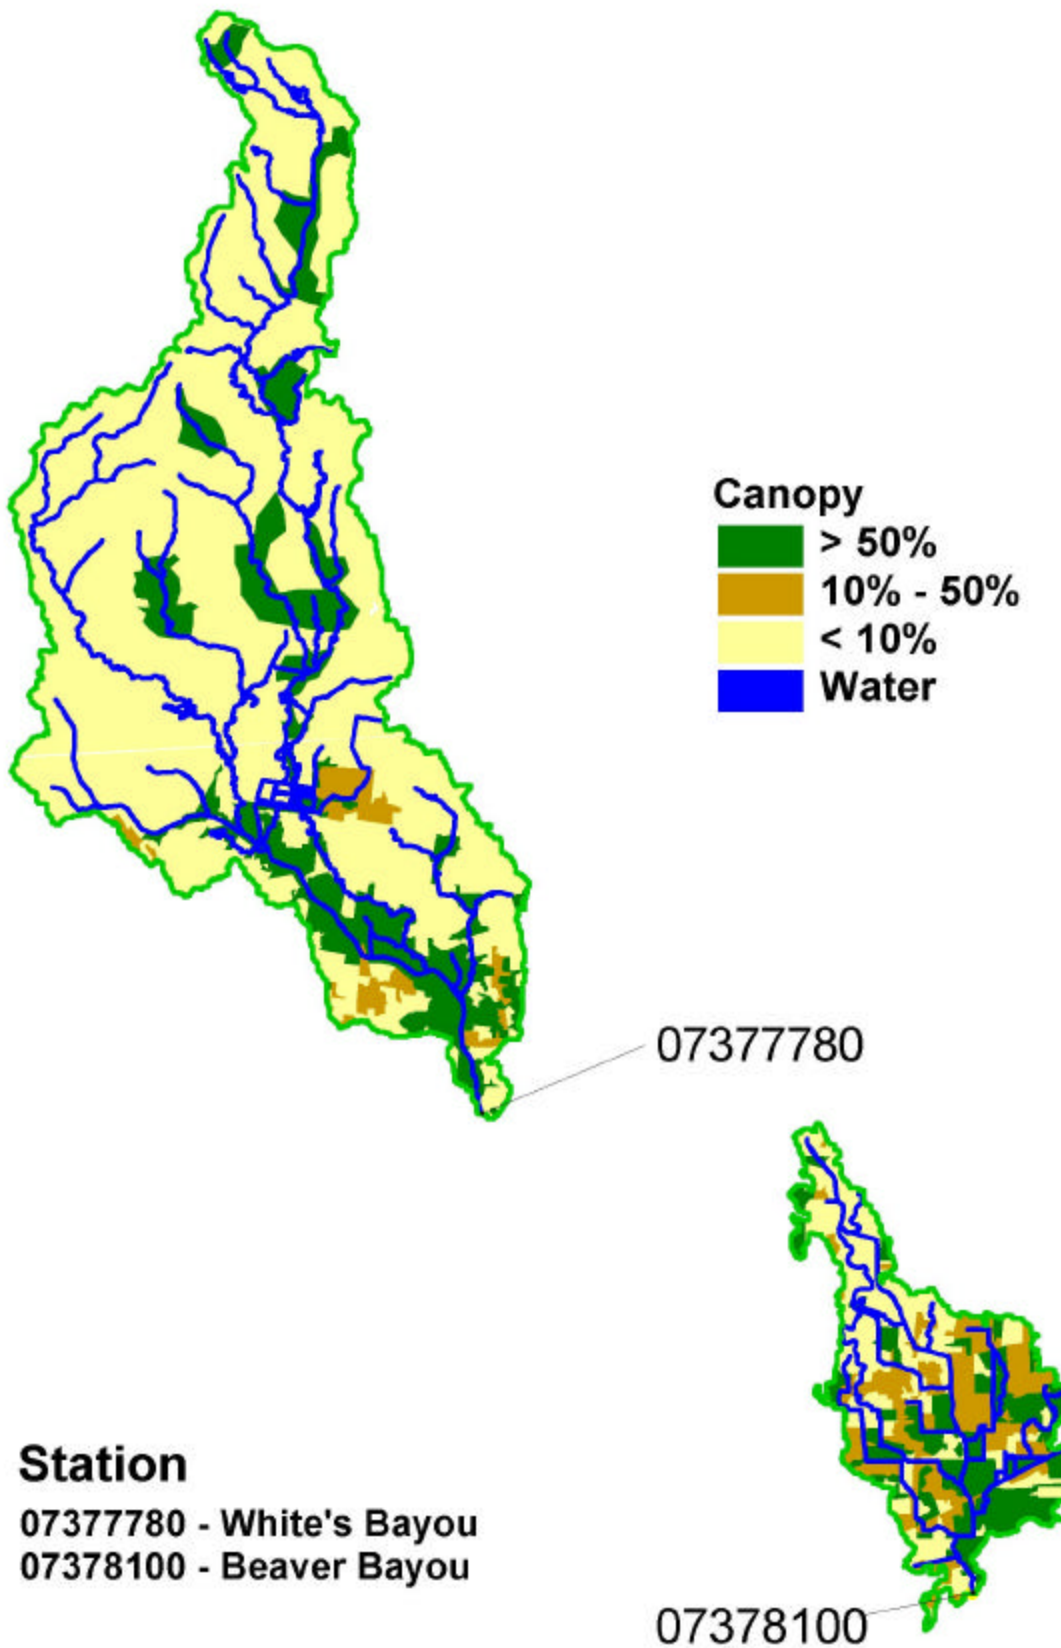 Canopy
> 50%
10% - 50%
< 10%
Water
07377780
Station
07377780 - White's Bayou
07378100 - Beaver Bayou
07378100